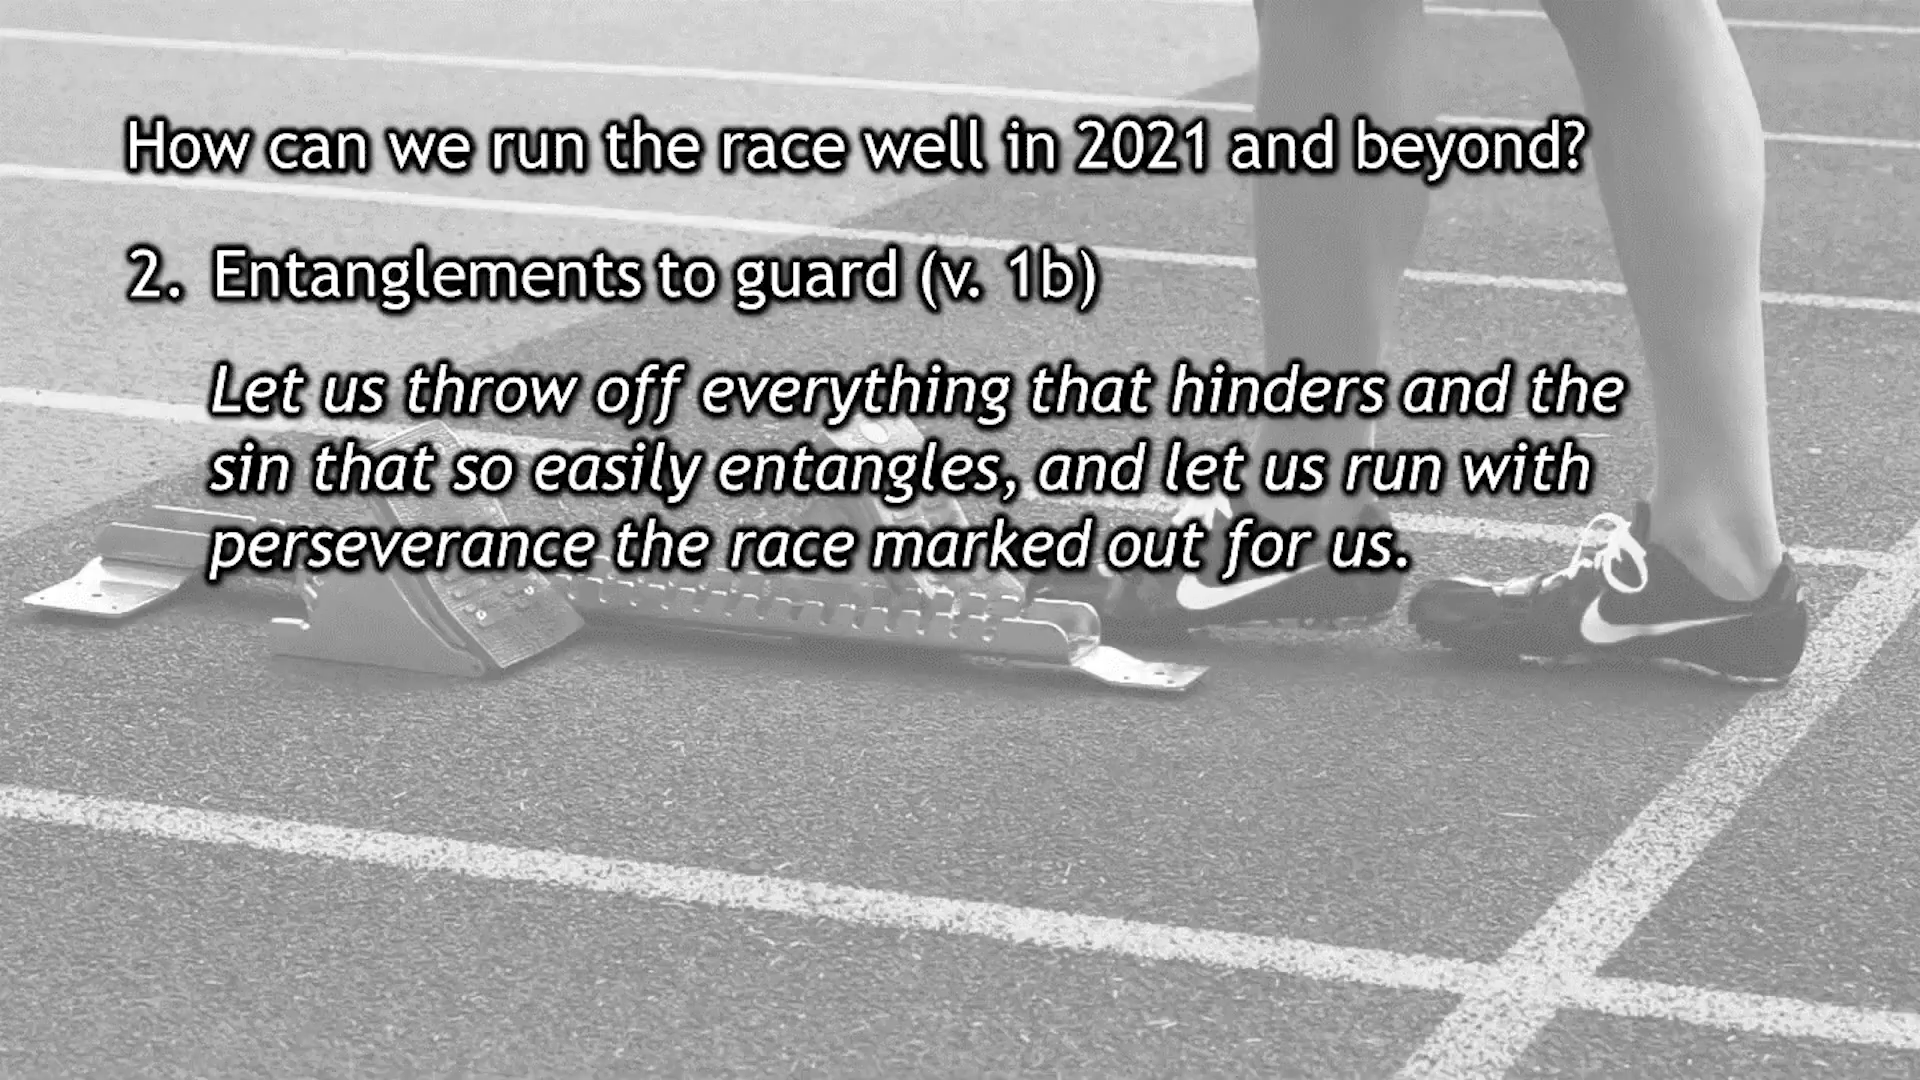 How can we run the race well in 2021 and beyond?
2. Entanglements to guard (v. 1b)
Let us throw off everything that hinders and the
sin that so easily entangles, and let us run with
perseverance the race marked out for us.